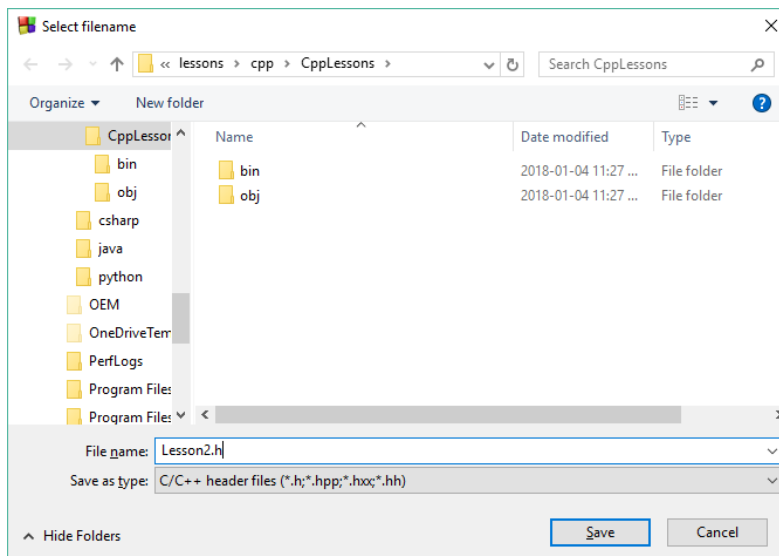 Select filename
« lessons > cpp > CppLessons >
Search CppLessons
Organize
New folder
CppLessor
Name
Date modified
Type
bin
bin
2018-01-04 11:27 ...
File folder
obj
obj
2018-01-04 11:27 ...
File folder
csharp
java
python
OEM
OneDriveTem
PerfLogs
Program Files
Program Files
File name:
Lesson2.h
Save as type:
C/C++ header files (*.h;*.hpp;*.hxx;*.hh)
Hide Folders
Save
Cancel